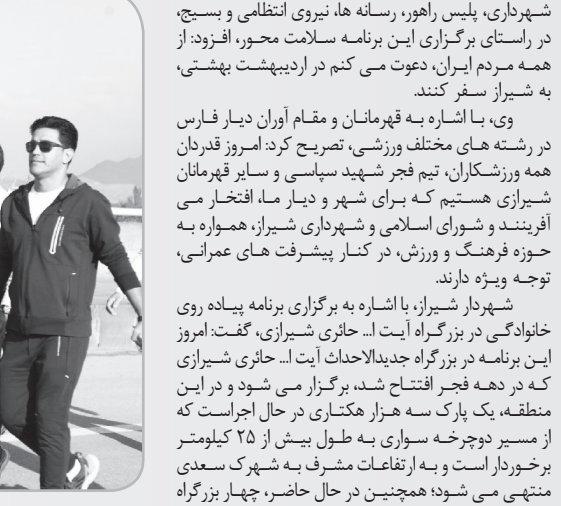 شهرداری، پلیس راهور، رسانه ها، نیروی انتظامی و بسیج،
در راستای برگزاری این برنامه سلامت محور، افزود: از
همه مردم ایران، دعوت می کنم در اردیبهشت بهشتی،
به شیراز سفر کنند.
وی، با اشاره به قهرمانان و مقام آوران دیار فارس
در رشته های مختلف ورزشی، تصریح کرد: امروز قدردان
همه ورزشکاران، تیم فجر شهید سپاسی و سایر قهرمانان
شیرازی هستیم که برای شهر و دیار ما، افتخار می
آفرینند و شورای اسلامی و شهرداری شیراز، همواره به
حوزه فرهنگ و ورزش، در کنار پیشرفت های عمرانی،
توجه ویژه دارند.
شهردار شیراز، با اشاره به برگزاری برنامه پیاده روی
خانوادگی در بزرگراه آیت ا... حائری شیرازی، گفت: امروز
این برنامه در بزرگراه جدیدالاحداث آیت ا... حائری شیرازی
که در دهه فجر افتتاح شد، برگزار می شود و در این
منطقه، یک پارک سه هزار هکتاری در حال اجراست که
از مسیر دوچرخه سواری به طول بیش از ۲۵ کیلومتر
برخوردار است و به ارتفاعات مشرف به شهرک سعدی
منتهی می شود؛ همچنین در حال حاضر، چهار بزرگراه